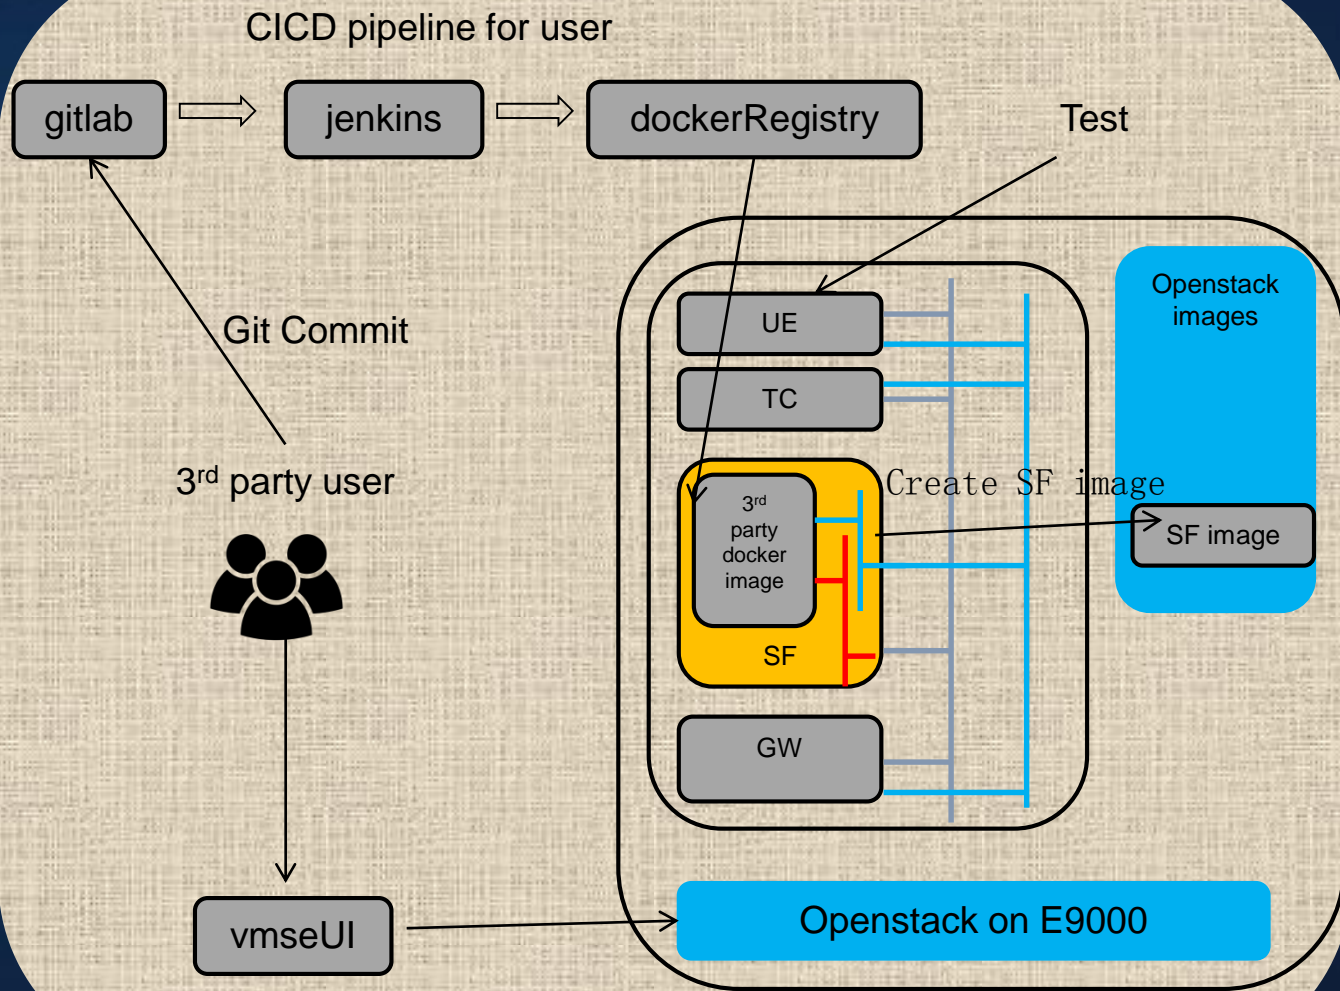 CICD pipeline for user
gitlab
jenkins
dockerRegistry
Test
Openstack
images
UE
Git Commit
TC
3rd party user
Create SF image
3rd
party
docker
image
SF image
SF
GW
vmseUI
Openstack on E9000